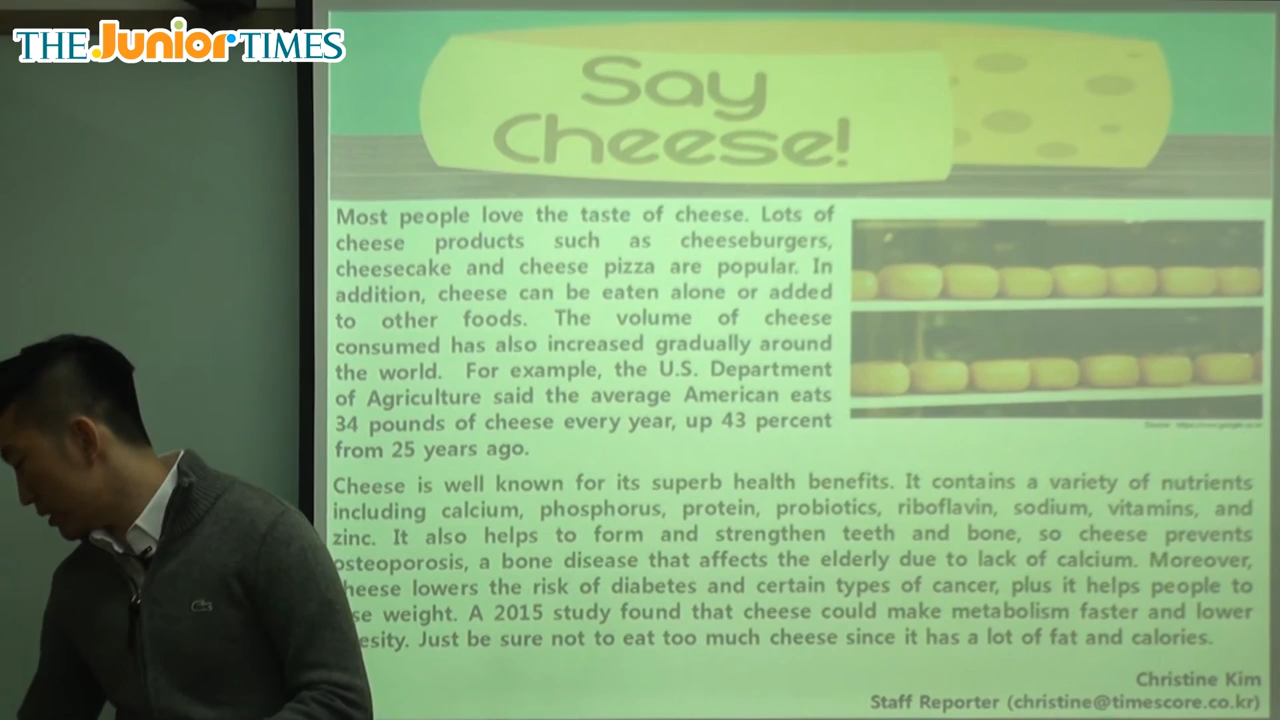 THE Junior TIMES
Say
Cheese!
Most people love the taste of cheese. Lots of
cheese products such as cheeseburgers,
cheesecake and cheese pizza are popular. In
addition, cheese can be eaten alone or added
to other foods. The volume of cheese
consumed has also increased gradually around
the world. For example, the U.S. Department
of Agriculture said the average American eats
34 pounds of cheese every year, up 43 percent
from 25 years ago.
Cheese is well known for its superb health benefits. It contains a variety of nutrients
including calcium, phosphorus, protein, probiotics, riboflavin, sodium, vitamins, and
zinc. It also helps to form and strengthen teeth and bone, so cheese prevents
osteoporosis, a bone disease that affects the elderly due to lack of calcium. Moreover,
heese lowers the risk of diabetes and certain types of cancer, plus it helps people to
se weight. A 2015 study found that cheese could make metabolism faster and lower
esity. Just be sure not to eat too much cheese since it has a lot of fat and calories.
Christine Kim
Staff Reporter (christine@timescore.co.kr)